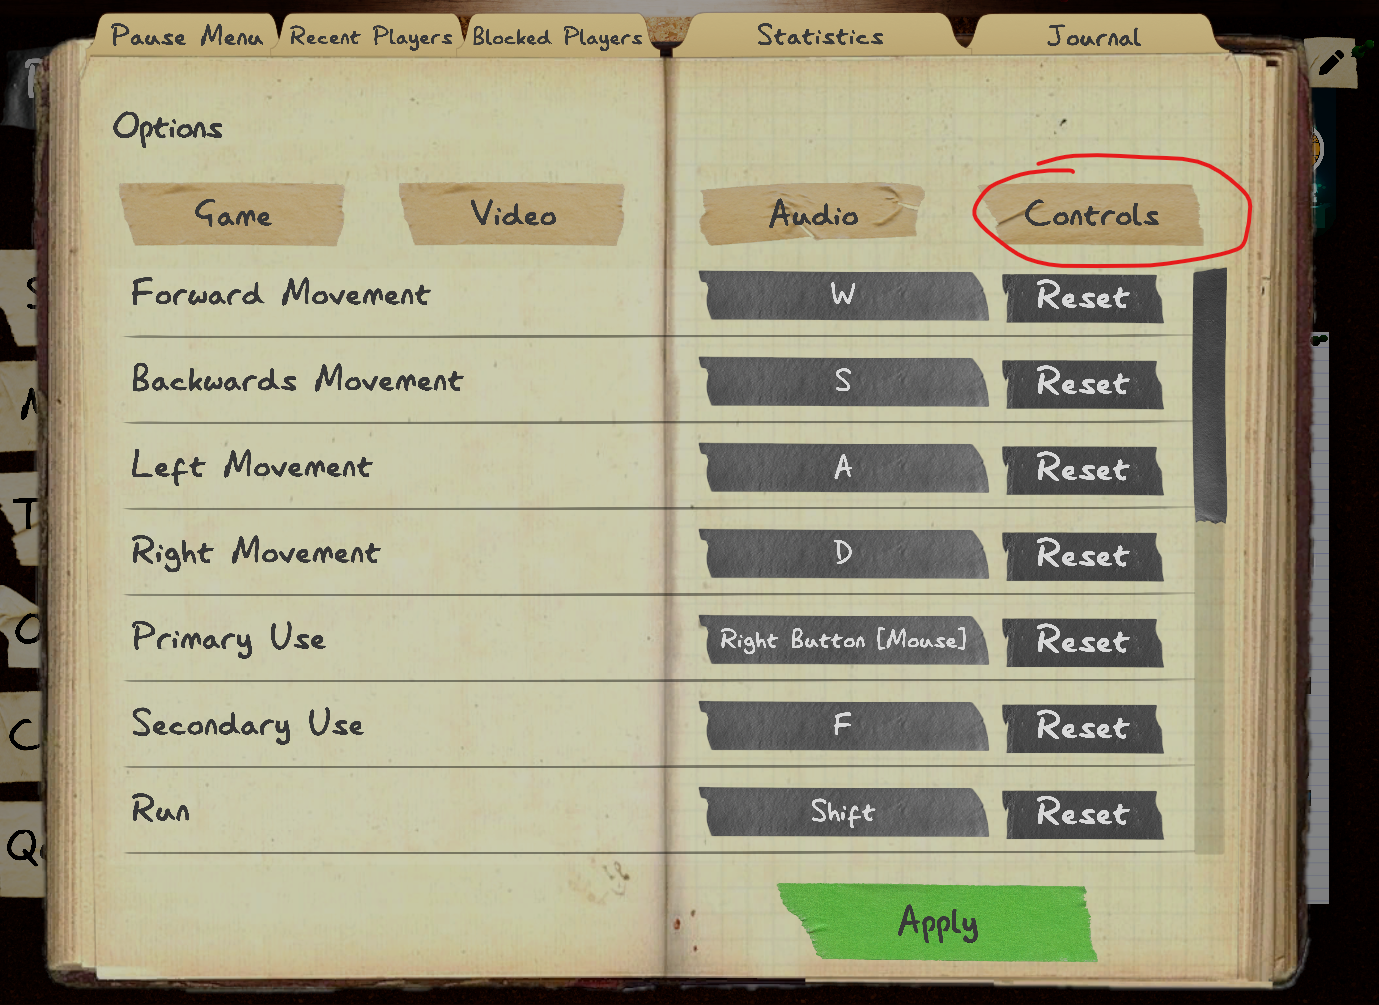 Pause Menu Recent Players Blocked Players Statistics Journal
Options
Game Video Audio Controls
Forward Movement W Reset
Backwards Movement S Reset
Left Movement A Reset
Right Movement D Reset
Primary Use Right Button [Mouse] Reset
Secondary Use F Reset
Run Shift Reset
Apply